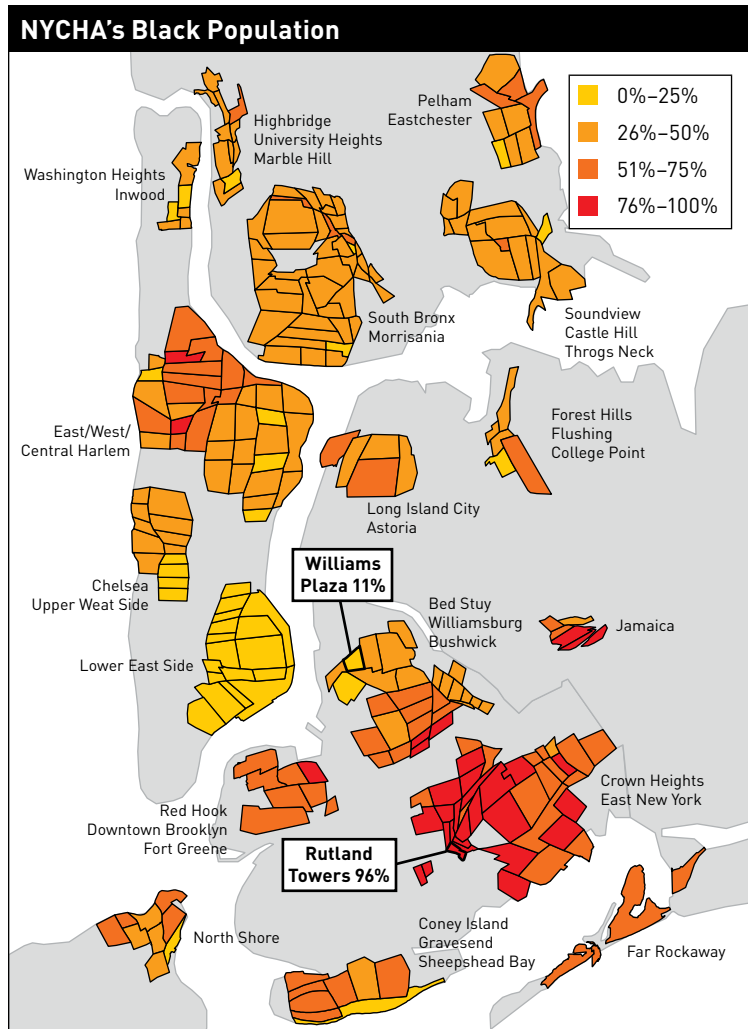 NYCHA's Black Population
0%–25%
26%–50%
51%–75%
76%–100%
Pelham
Eastchester
Highbridge
University Heights
Marble Hill
Washington Heights
Inwood
South Bronx
Morrisania
Soundview
Castle Hill
Throgs Neck
East/West/
Central Harlem
Forest Hills
Flushing
College Point
Long Island City
Astoria
Chelsea
Upper Weat Side
Williams
Plaza 11%
Bed Stuy
Williamsburg
Bushwick
Jamaica
Lower East Side
Crown Heights
East New York
Red Hook
Downtown Brooklyn
Fort Greene
Rutland
Towers 96%
North Shore
Coney Island
Gravesend
Sheepshead Bay
Far Rockaway